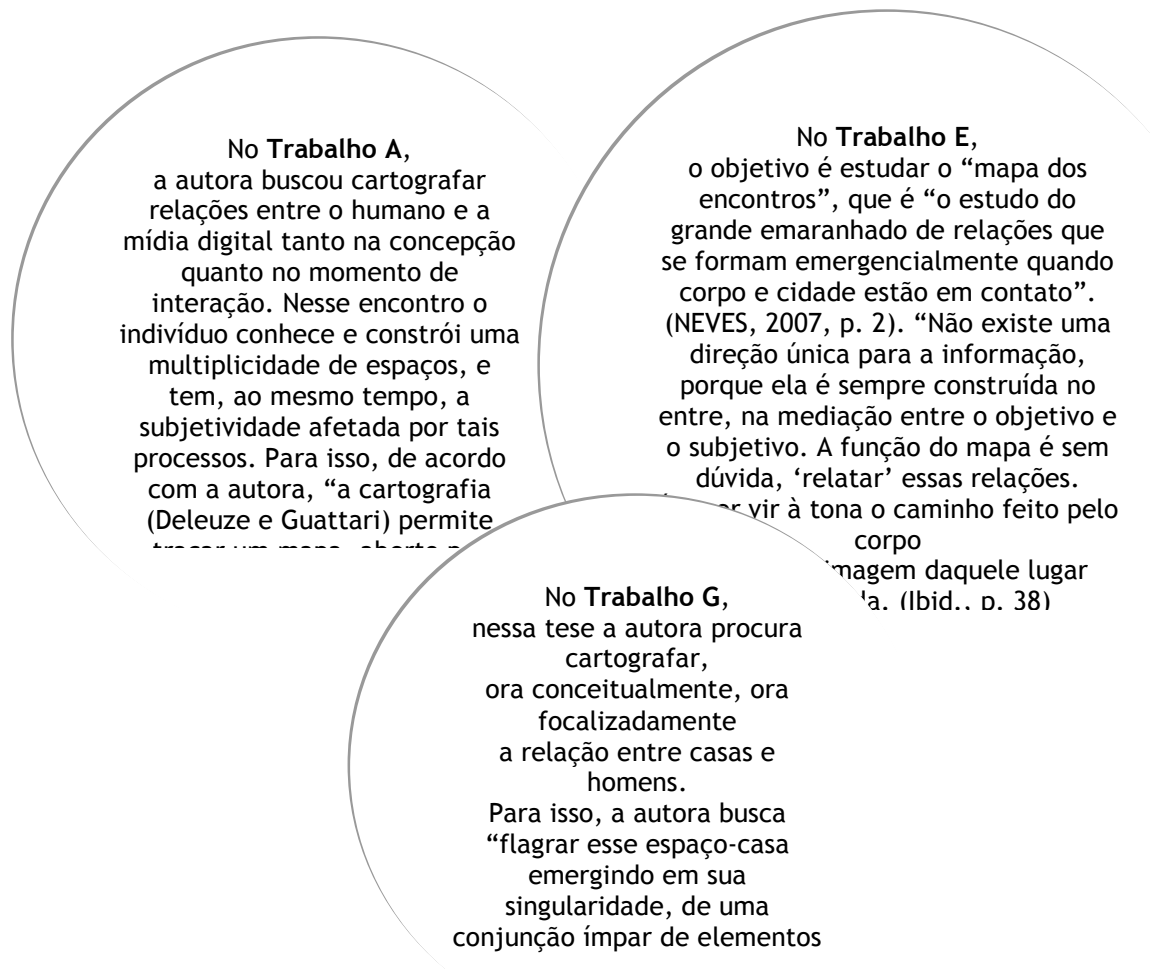 No Trabalho A,
a autora buscou cartografar
relações entre o humano e a
mídia digital tanto na concepção
quanto no momento de
interação. Nesse encontro o
indivíduo conhece e constrói uma
multiplicidade de espaços, e
tem, ao mesmo tempo, a
subjetividade afetada por tais
processos. Para isso, de acordo
com a autora, “a cartografia
(Deleuze e Guattari) permite
No Trabalho E,
o objetivo é estudar o “mapa dos
encontros”, que é “o estudo do
grande emaranhado de relações que
se formam emergencialmente quando
corpo e cidade estão em contato”.
(NEVES, 2007, p. 2). “Não existe uma
direção única para a informação,
porque ela é sempre construída no
entre, na mediação entre o objetivo e
o subjetivo. A função do mapa é sem
dúvida, ‘relatar’ essas relações.
vir à tona o caminho feito pelo
corpo
daquele lugar
(Ibid., p. 38)
No Trabalho G,
nessa tese a autora procura
cartografar,
ora conceitualmente, ora
focalizadamente
a relação entre casas e
homens.
Para isso, a autora busca
“flagrar esse espaço-casa
emergindo em sua
singularidade, de uma
conjunção ímpar de elementos